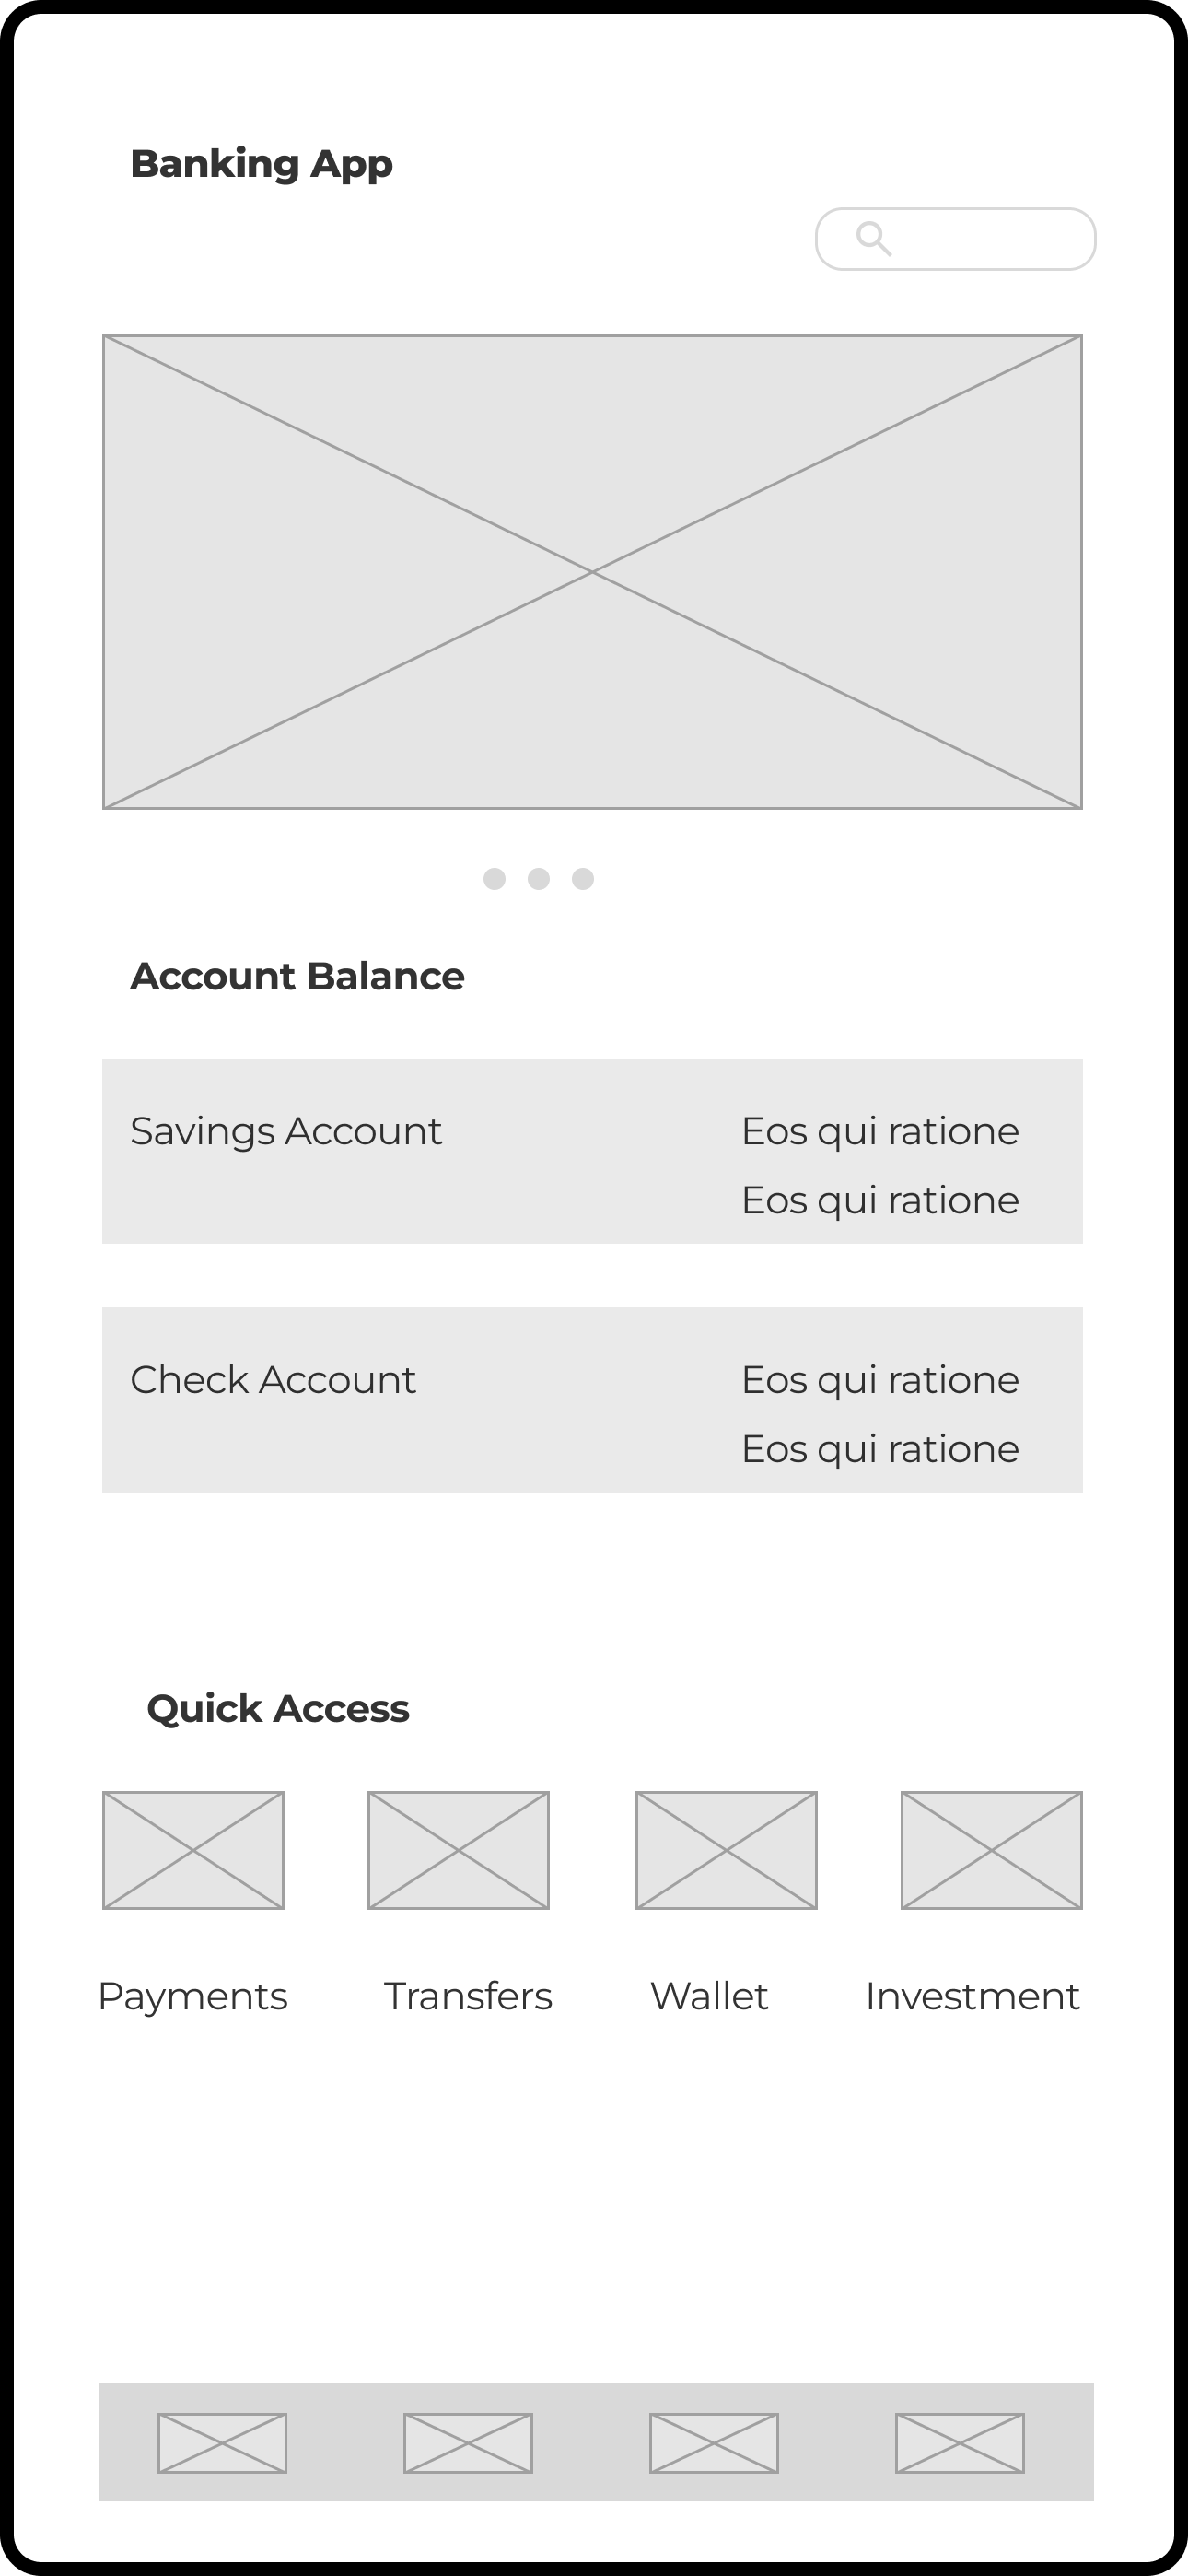 Banking App
Account Balance
Savings Account
Eos qui ratione
Eos qui ratione
Check Account
Eos qui ratione
Eos qui ratione
Quick Access
Payments
Transfers
Wallet
Investment